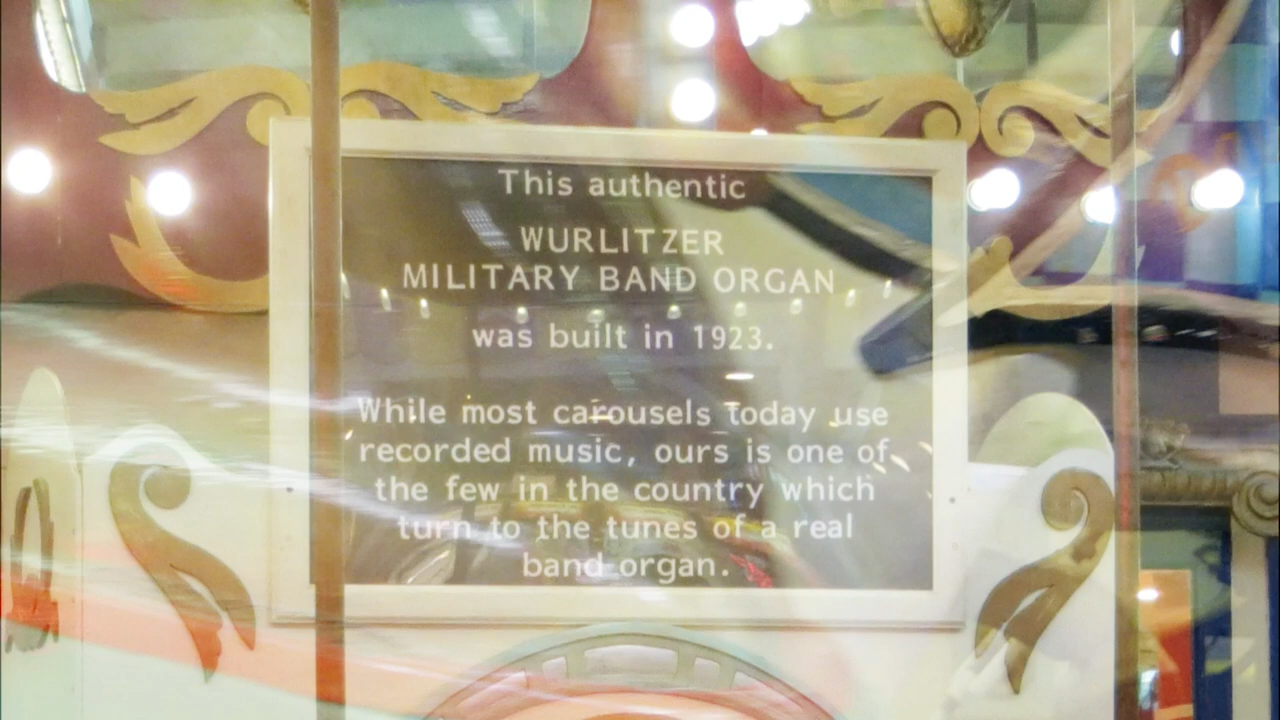 This authentic
WURLITZER
MILITARY BAND ORGAN
was built in 1923.
While most carousels today use
recorded music, ours is one of
the few in the country which
turn to the tunes of a real
band organ.